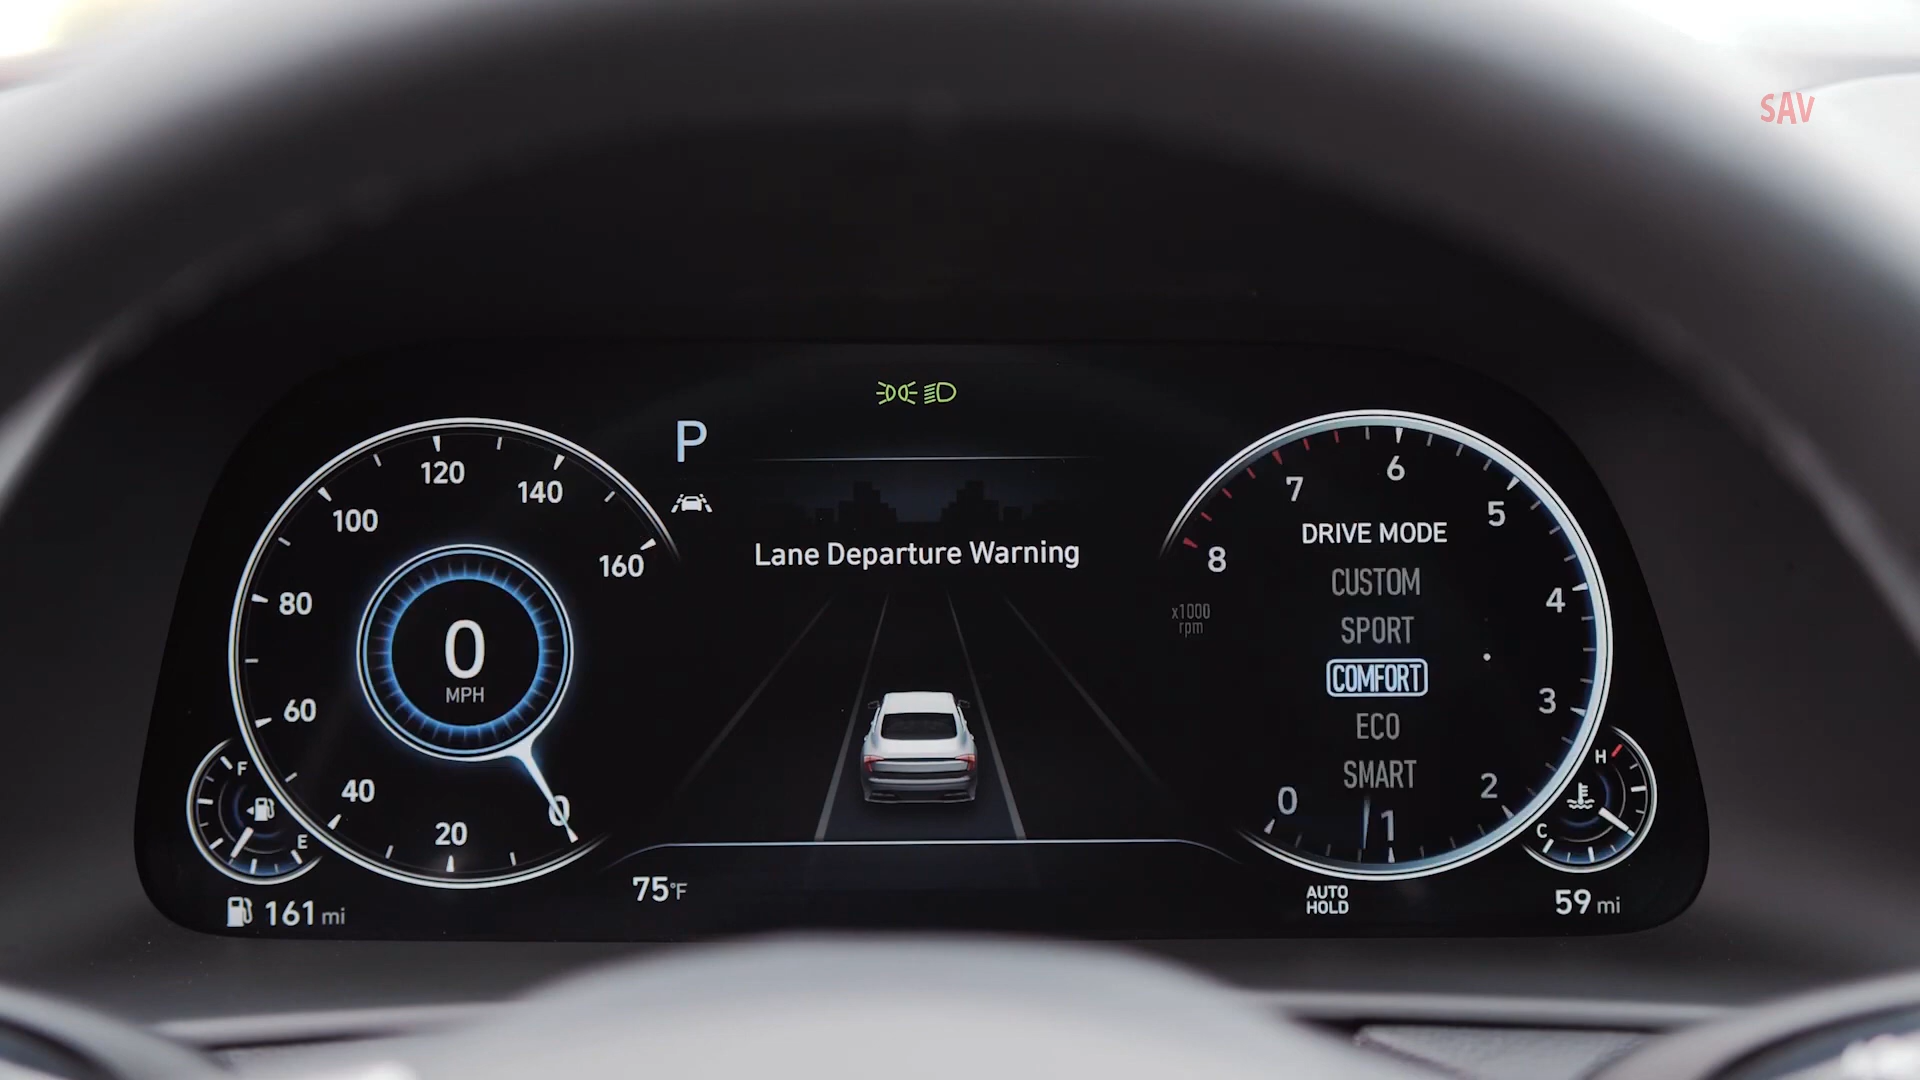 SAV
P
Lane Departure Warning
0
20
40
60
80
100
120
140
160
0
MPH
F
E
161 mi
75°F
8
7
6
5
4
3
2
1
0
x1000
rpm
DRIVE MODE
CUSTOM
SPORT
COMFORT
ECO
SMART
AUTO
HOLD
H
C
59 mi